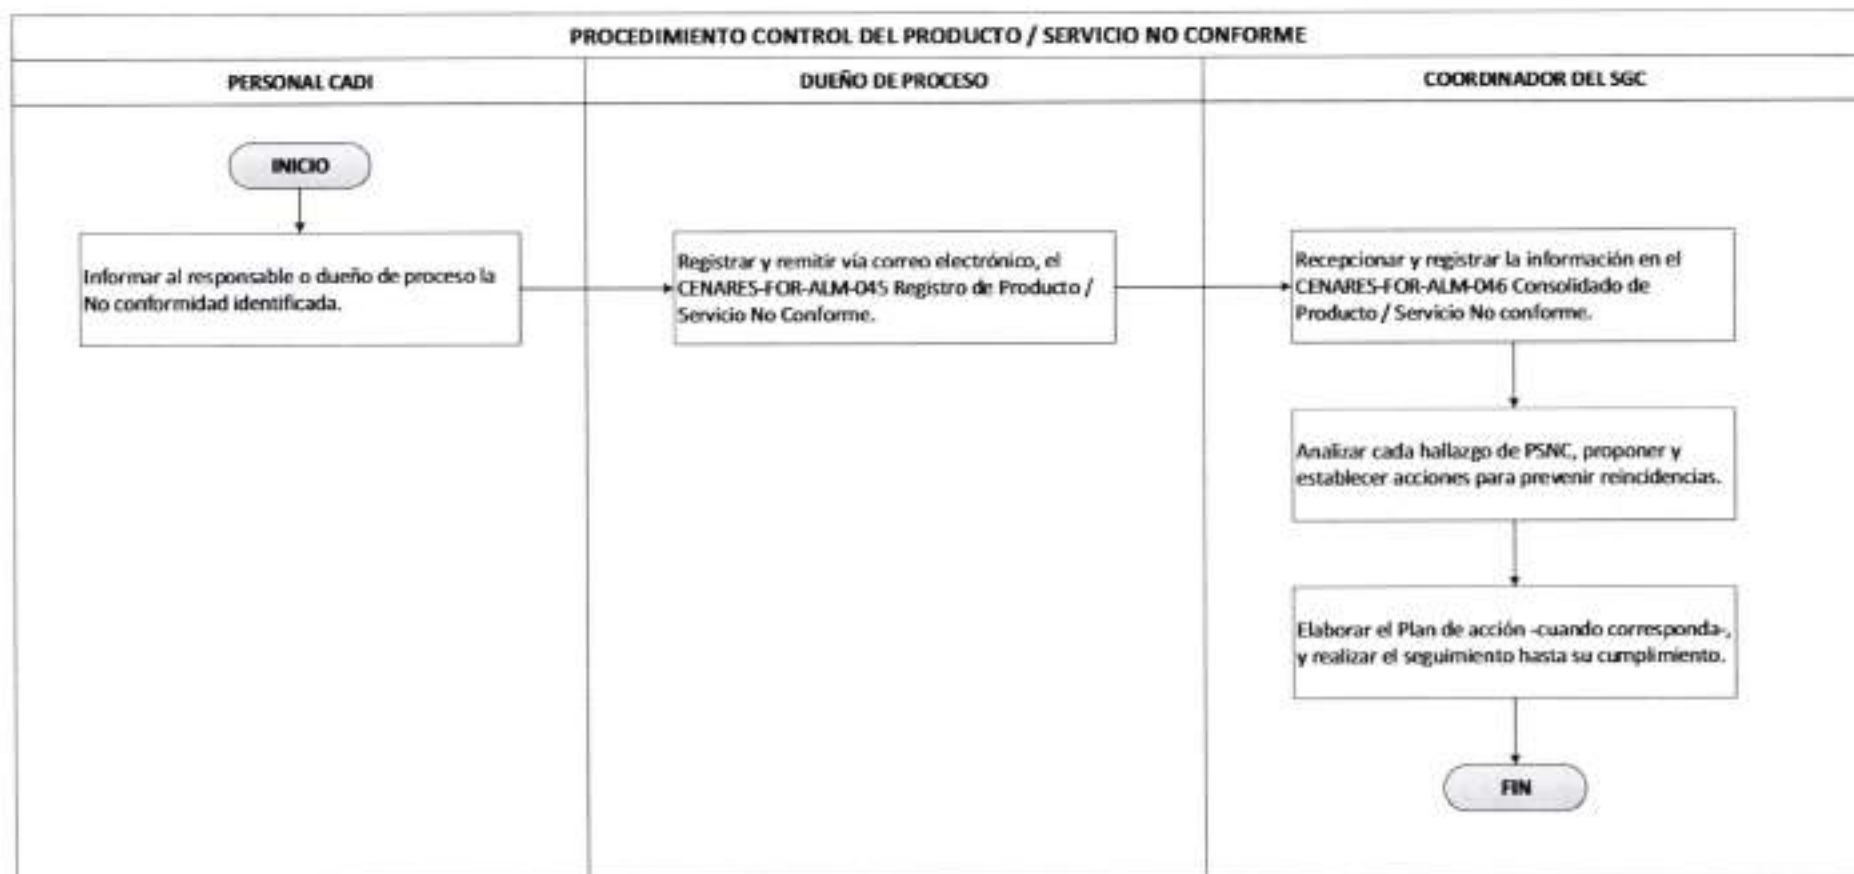 PROCEDIMIENTO CONTROL DEL PRODUCTO / SERVICIO NO CONFORME
PERSONAL CADI
DUEÑO DE PROCESO
COORDINADOR DEL SGC
INICIO
Informar al responsable o dueño de proceso la
No conformidad identificada.
Registrar y remitir vía correo electrónico, el
CENARES-FOR-ALM-045 Registro de Producto /
Servicio No Conforme.
Recepcionar y registrar la información en el
CENARES-FOR-ALM-046 Consolidado de
Producto / Servicio No conforme.
Analizar cada hallazgo de PSNC, proponer y
establecer acciones para prevenir reincidencias.
Elaborar el Plan de acción -cuando corresponda-,
y realizar el seguimiento hasta su cumplimiento.
FIN